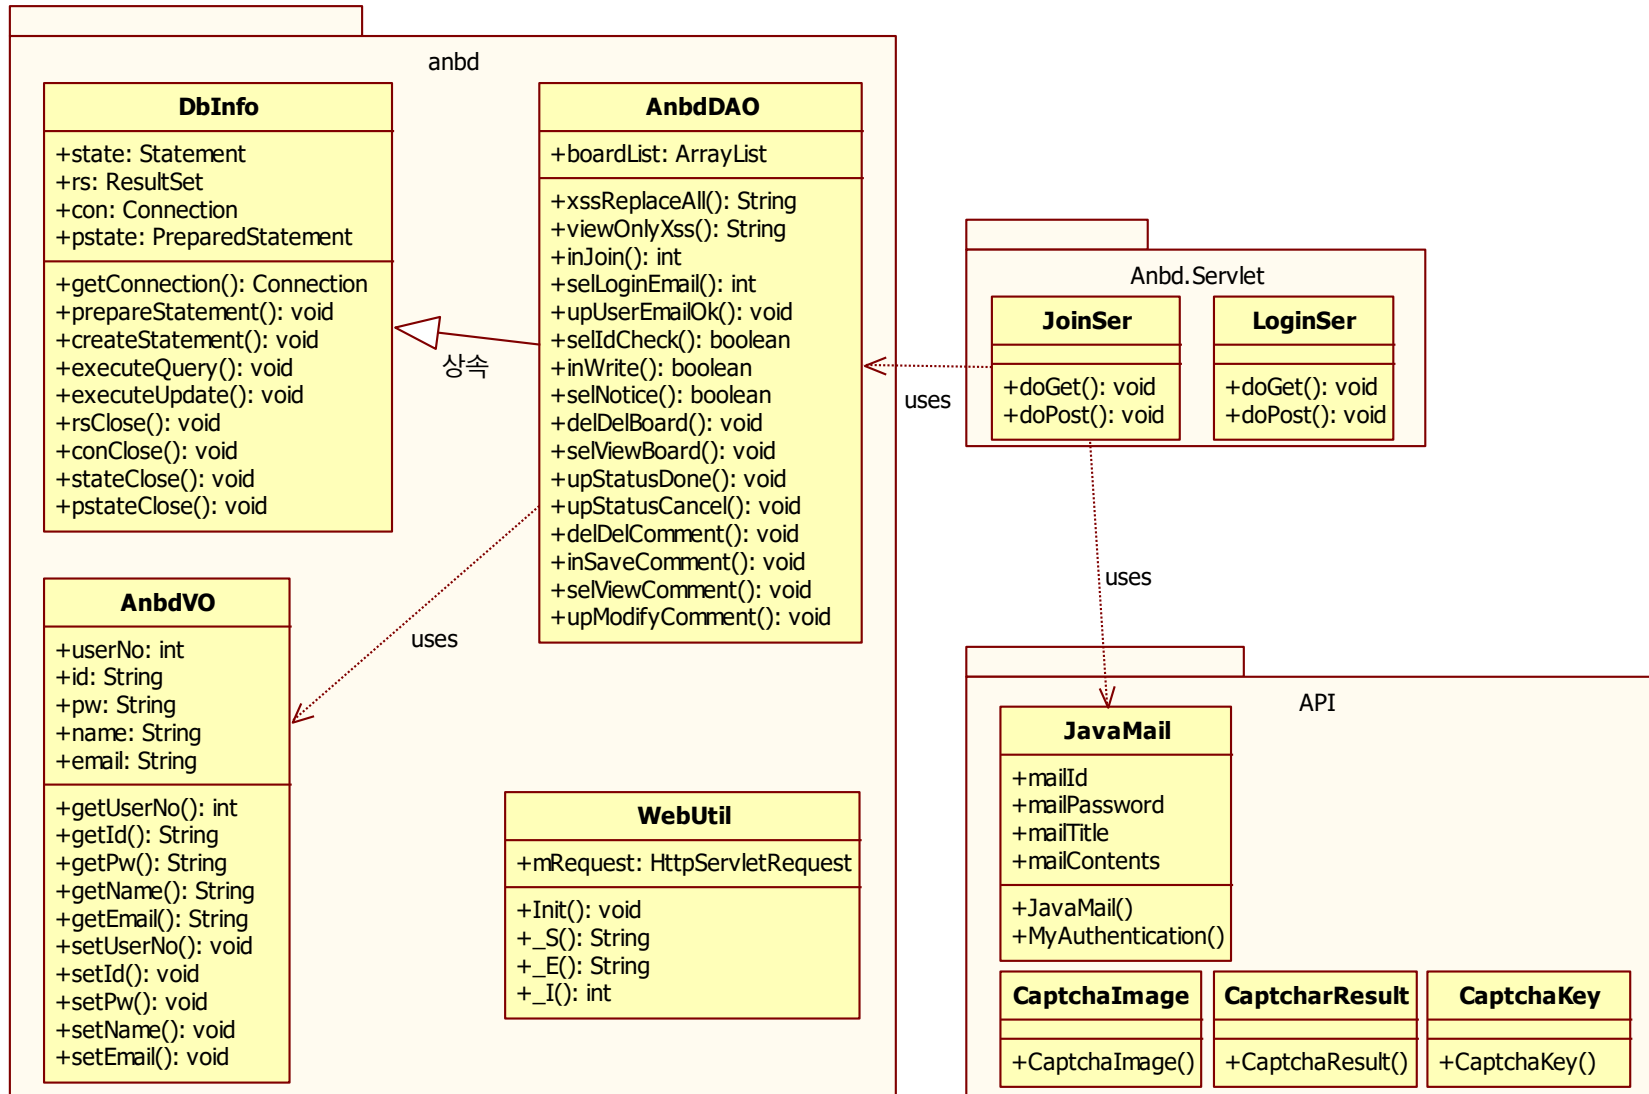 anbd
DbInfo
+state: Statement
+rs: ResultSet
+con: Connection
+pstate: PreparedStatement
+getConnection(): Connection
+prepareStatement(): void
+createStatement(): void
+executeQuery(): void
+executeUpdate(): void
+rsClose(): void
+conClose(): void
+stateClose(): void
+pstateClose(): void
상속
AnbdDAO
+boardList: ArrayList
+xssReplaceAll(): String
+viewOnlyXss(): String
+inJoin(): int
+selLoginEmail(): int
+upUserEmailOk(): void
+selIdCheck(): boolean
+inWrite(): boolean
+selNotice(): boolean
+delDelBoard(): void
+selViewBoard(): void
+upStatusDone(): void
+upStatusCancel(): void
+delDelComment(): void
+inSaveComment(): void
+selViewComment(): void
+upModifyComment(): void
uses
AnbdVO
+userNo: int
+id: String
+pw: String
+name: String
+email: String
+getUserNo(): int
+getId(): String
+getPw(): String
+getName(): String
+getEmail(): String
+setUserNo(): void
+setId(): void
+setPw(): void
+setName(): void
+setEmail(): void
WebUtil
+mRequest: HttpServletRequest
+Init(): void
+_S(): String
+_E(): String
+_I(): int
uses
Anbd.Servlet
JoinSer
+doGet(): void
+doPost(): void
LoginSer
+doGet(): void
+doPost(): void
uses
API
JavaMail
+mailId
+mailPassword
+mailTitle
+mailContents
+JavaMail()
+MyAuthentication()
CaptchaImage
+CaptchaImage()
CaptcharResult
+CaptchaResult()
CaptchaKey
+CaptchaKey()